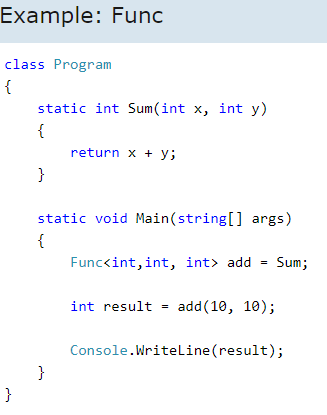 Example: Func
class Program
{
    static int Sum(int x, int y)
    {
        return x + y;
    }

    static void Main(string[] args)
    {
        Func<int,int, int> add = Sum;

        int result = add(10, 10);

        Console.WriteLine(result);
    }
}